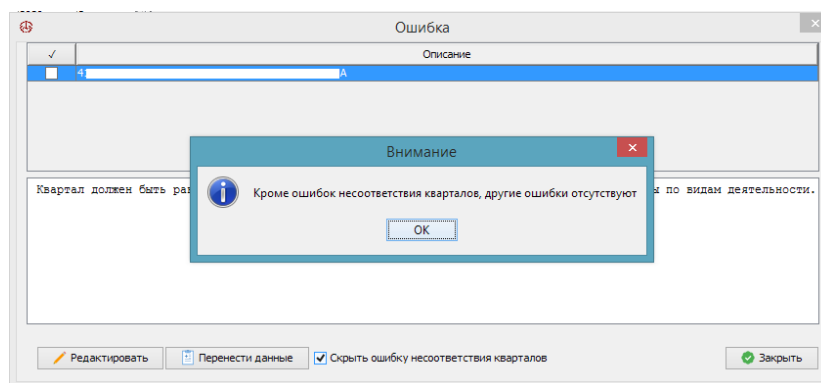 Ошибка
✓ Описание
4 А
Внимание
Квартал должен быть
Кроме ошибок несоответствия кварталов, другие ошибки отсутствуют
по видам деятельности.
OK
Редактировать Перенести данные Скрыть ошибку несоответствия кварталов Закрыть